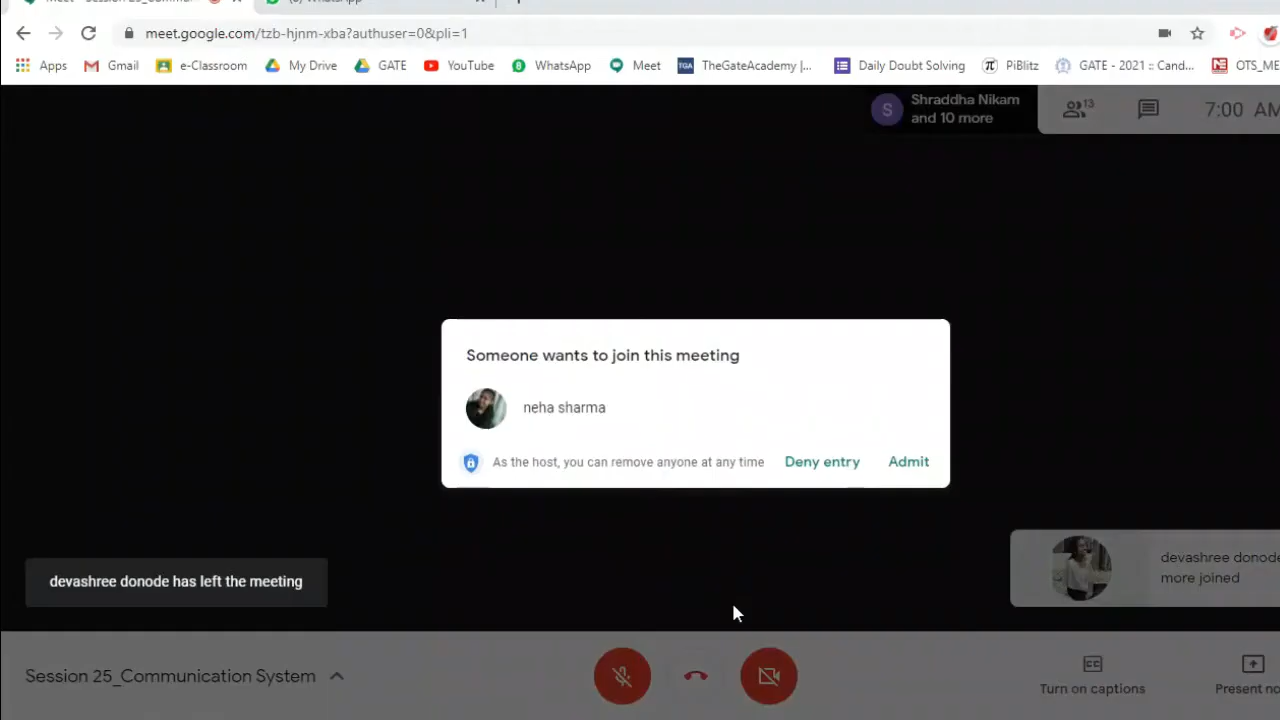 meet.google.com/tzb-hjnm-xba?authuser=0&pli=1
Apps Gmail e-Classroom My Drive GATE YouTube WhatsApp Meet TGA TheGateAcademy |... Daily Doubt Solving π PiBlitz GATE - 2021 :: Cand... OTS_ME
S Shraddha Nikam
and 10 more
13
7:00 AM
Someone wants to join this meeting
neha sharma
As the host, you can remove anyone at any time Deny entry Admit
devashree donode
more joined
devashree donode has left the meeting
Session 25_Communication System
CC
Turn on captions
Present no